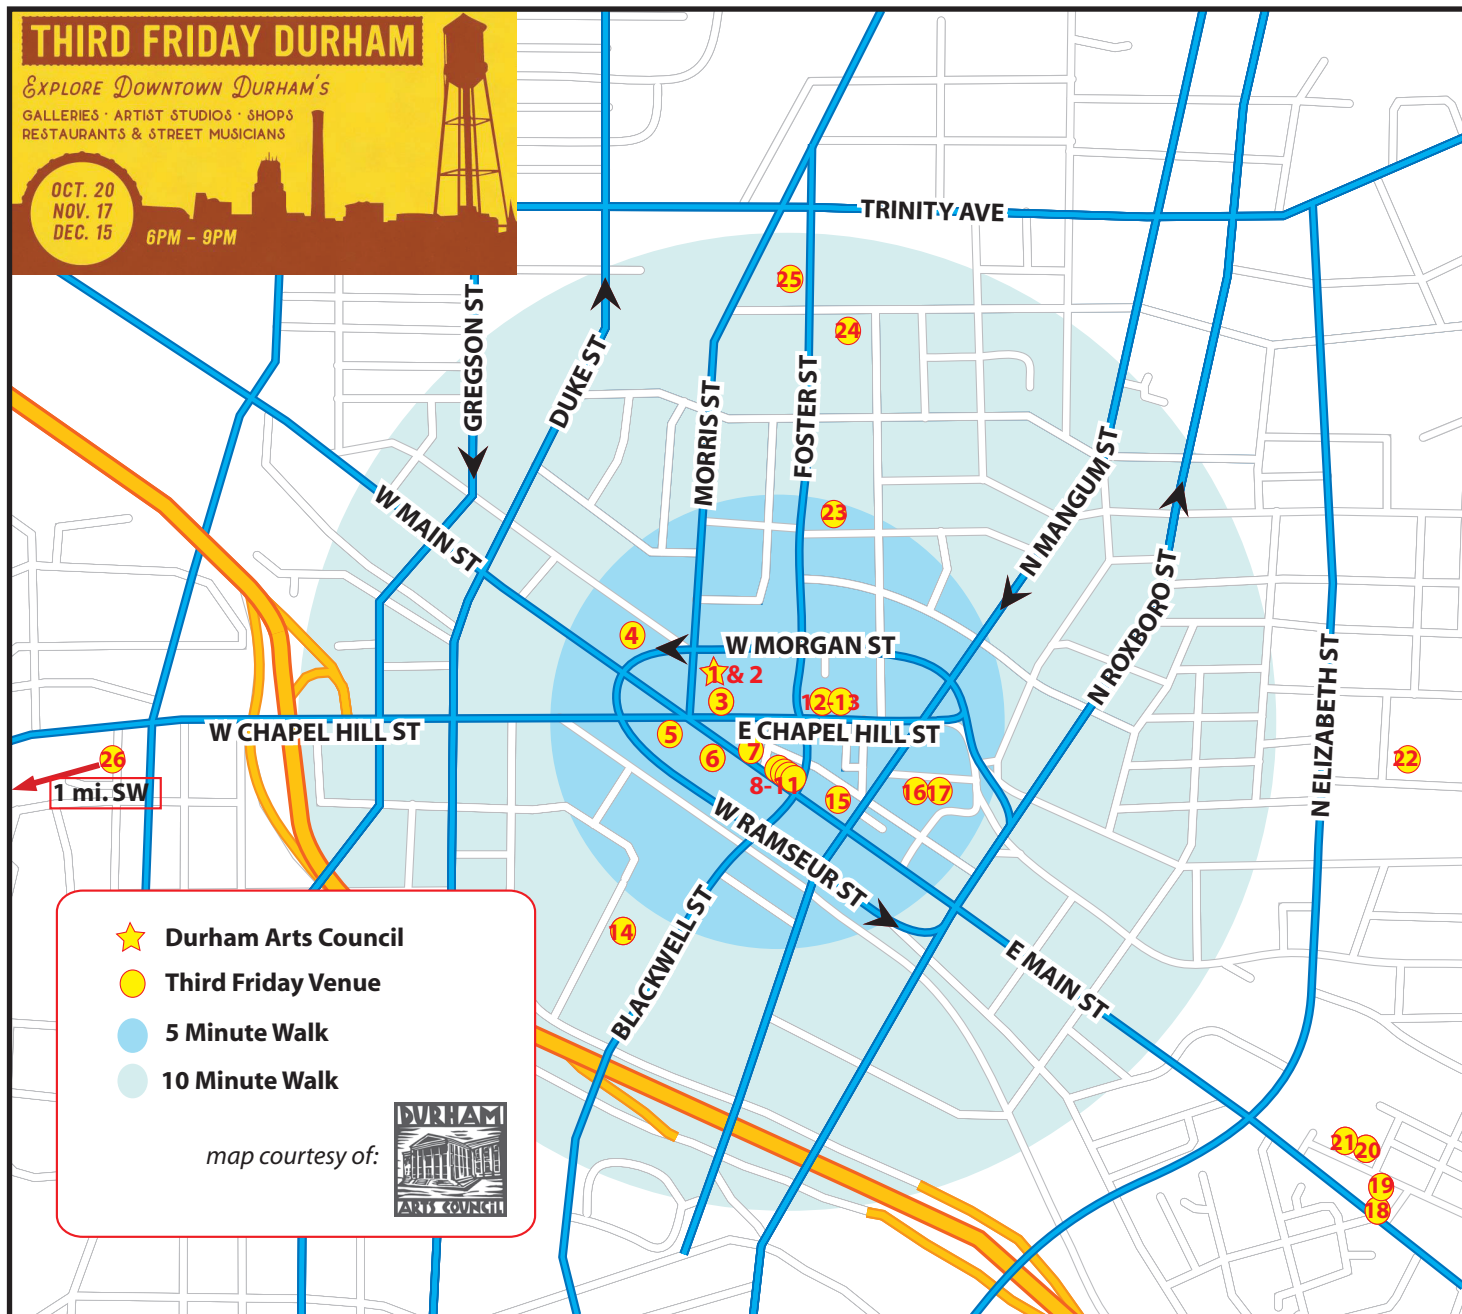 THIRD FRIDAY DURHAM
EXPLORE DOWNTOWN DURHAM'S
GALLERIES · ARTIST STUDIOS · SHOPS
RESTAURANTS & STREET MUSICIANS
OCT. 20
NOV. 17
DEC. 15
6PM – 9PM
TRINITY AVE
25
24
GREGSON ST
DUKE ST
MORRIS ST
FOSTER ST
N MANGUM ST
W MAIN ST
23
N ROXBORO ST
4
W MORGAN ST
1 & 2
3
12-13
N ELIZABETH ST
W CHAPEL HILL ST
E CHAPEL HILL ST
5
6
7
8-11
15
16
17
22
26
1 mi. SW
W RAMSEUR ST
14
BLACKWELL ST
E MAIN ST
21
20
19
18
Durham Arts Council
Third Friday Venue
5 Minute Walk
10 Minute Walk
map courtesy of:
DURHAM
ARTS COUNCIL